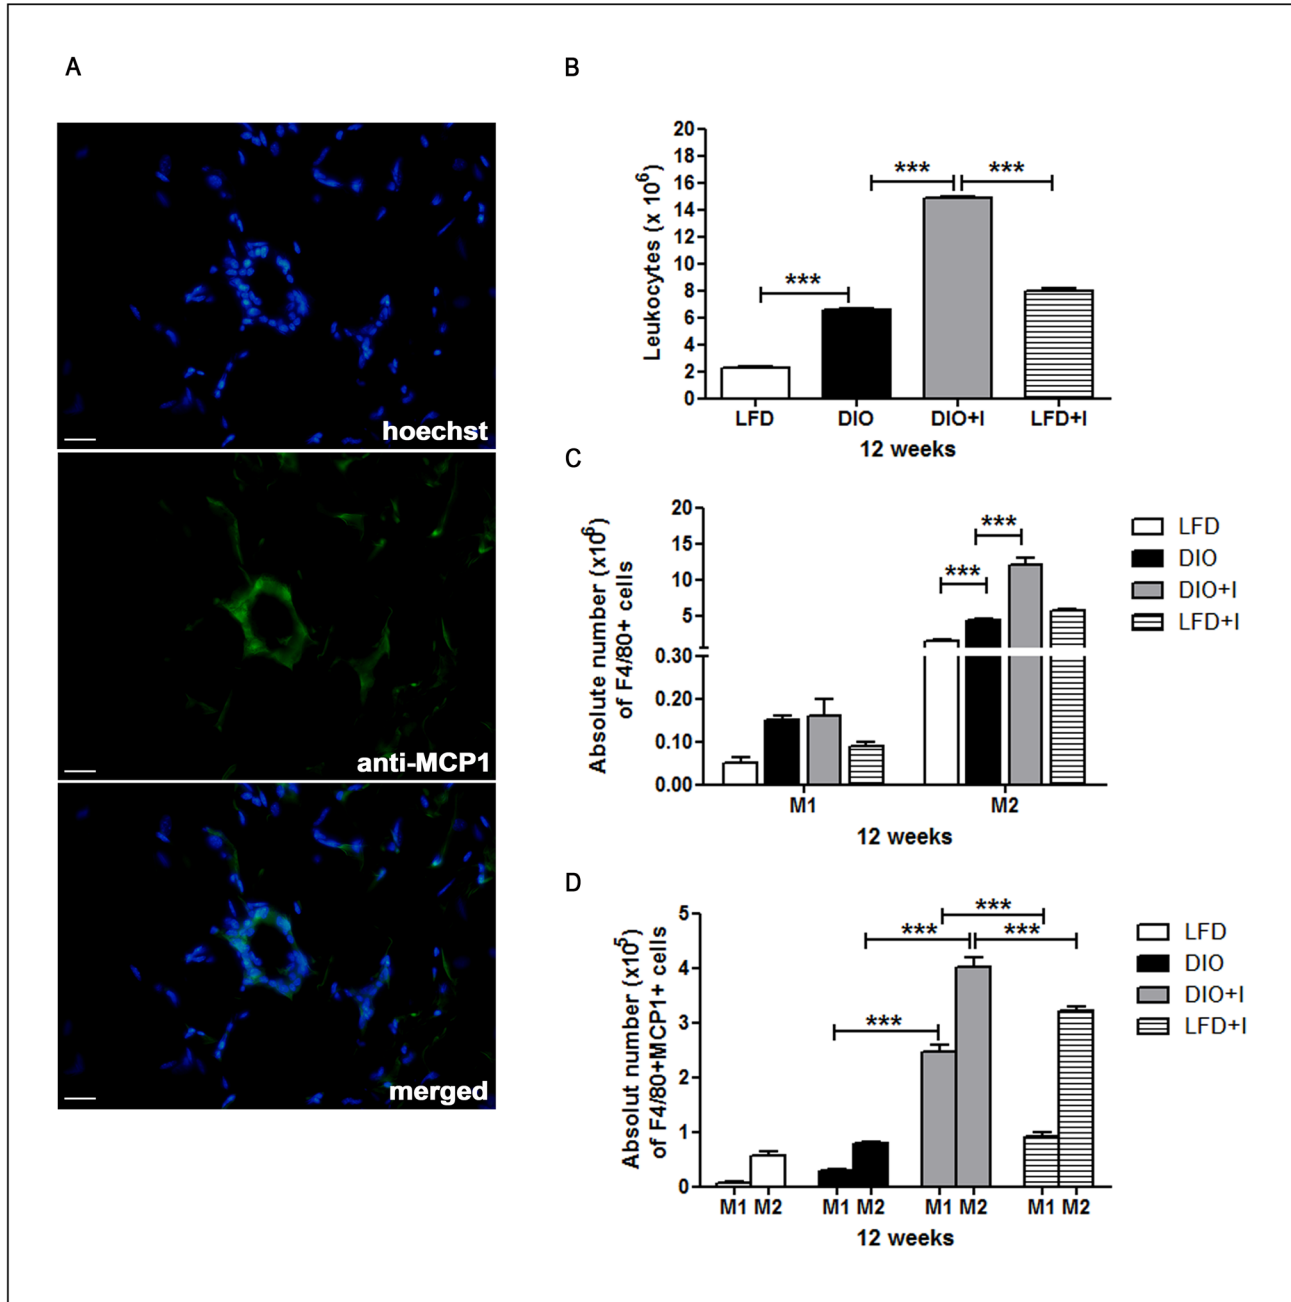 A
hoechst
anti-MCP1
merged
B
Leukocytes (x 10⁶)
20
18
16
14
12
10
8
6
4
2
0
***
***
***
LFD DIO DIO+I LFD+I
12 weeks
C
Absolute number (x10⁶)
of F4/80+ cells
20
15
10
5
0.30
0.20
0.10
0.00
***
***
M1 M2
12 weeks
LFD
DIO
DIO+I
LFD+I
D
Absolut number (x10⁵)
of F4/80+MCP1+ cells
5
4
3
2
1
0
***
***
***
***
M1 M2 M1 M2 M1 M2 M1 M2
12 weeks
LFD
DIO
DIO+I
LFD+I